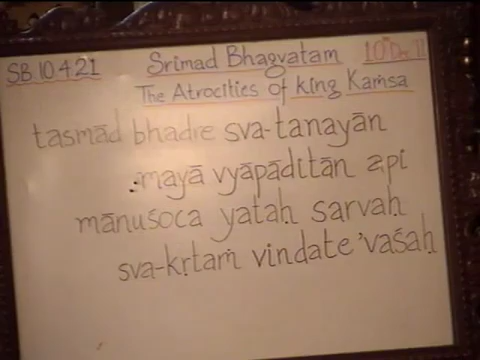 SB.10.4.21 Srimad Bhagvatam 10th Dec 11
The Atrocities of king Kaṁsa
tasmād bhadre sva-tanayān
mayā vyāpāditān api
mānuśoca yataḥ sarvaḥ
sva-kṛtaṁ vindate 'vaśaḥ